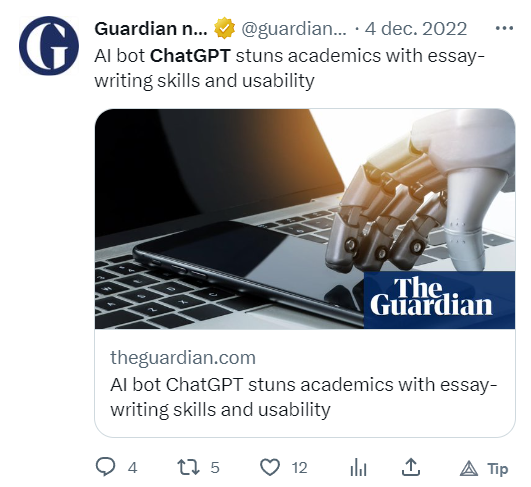 Guardian n... @guardian... · 4 dec. 2022 ...
AI bot ChatGPT stuns academics with essay-
writing skills and usability
The
Guardian
theguardian.com
AI bot ChatGPT stuns academics with essay-
writing skills and usability
4 5 12 Tip